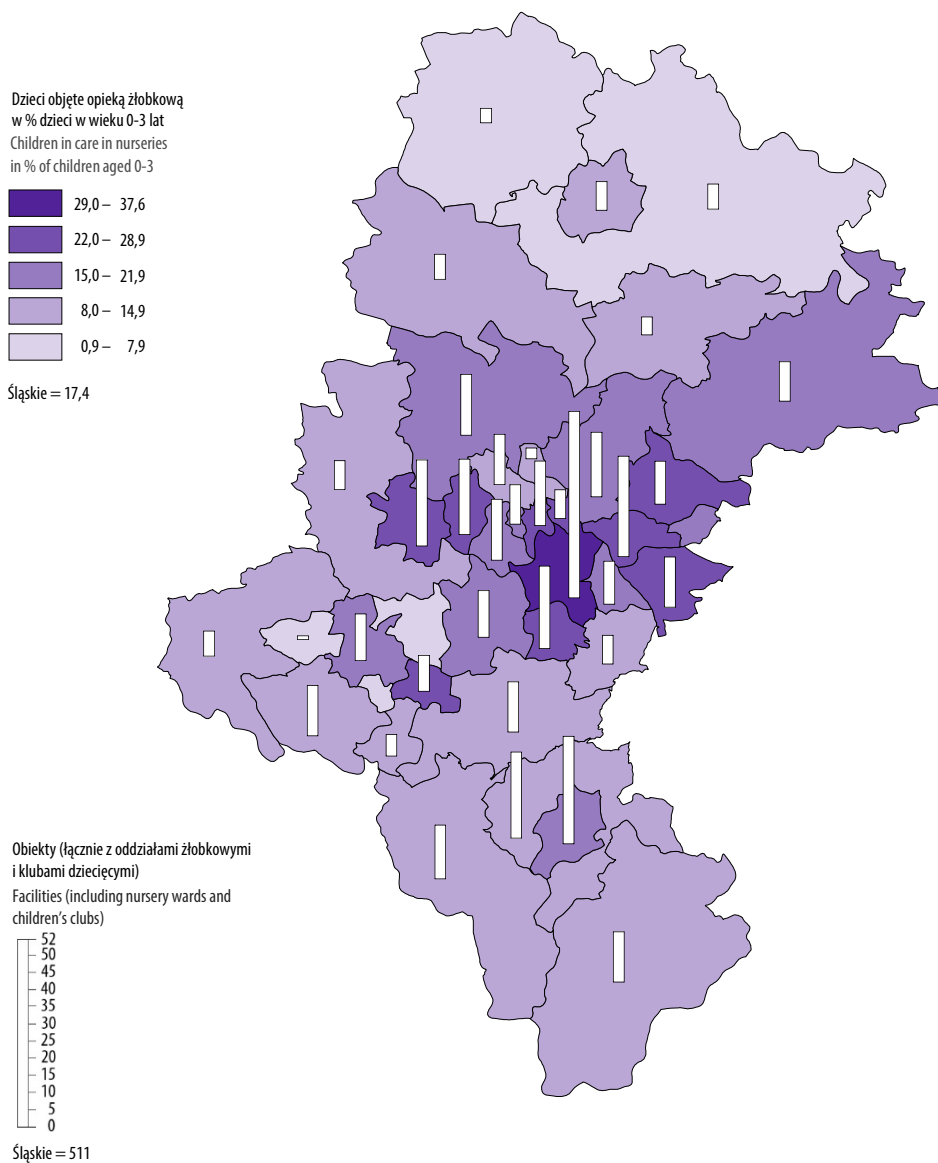 Dzieci objęte opieką żłobkową
w % dzieci w wieku 0-3 lat
Children in care in nurseries
in % of children aged 0-3
29,0 – 37,6
22,0 – 28,9
15,0 – 21,9
8,0 – 14,9
0,9 – 7,9
Śląskie = 17,4
Obiekty (łącznie z oddziałami żłobkowymi
i klubami dziecięcymi)
Facilities (including nursery wards and
children's clubs)
52
50
45
40
35
30
25
20
15
10
5
0
Śląskie = 511